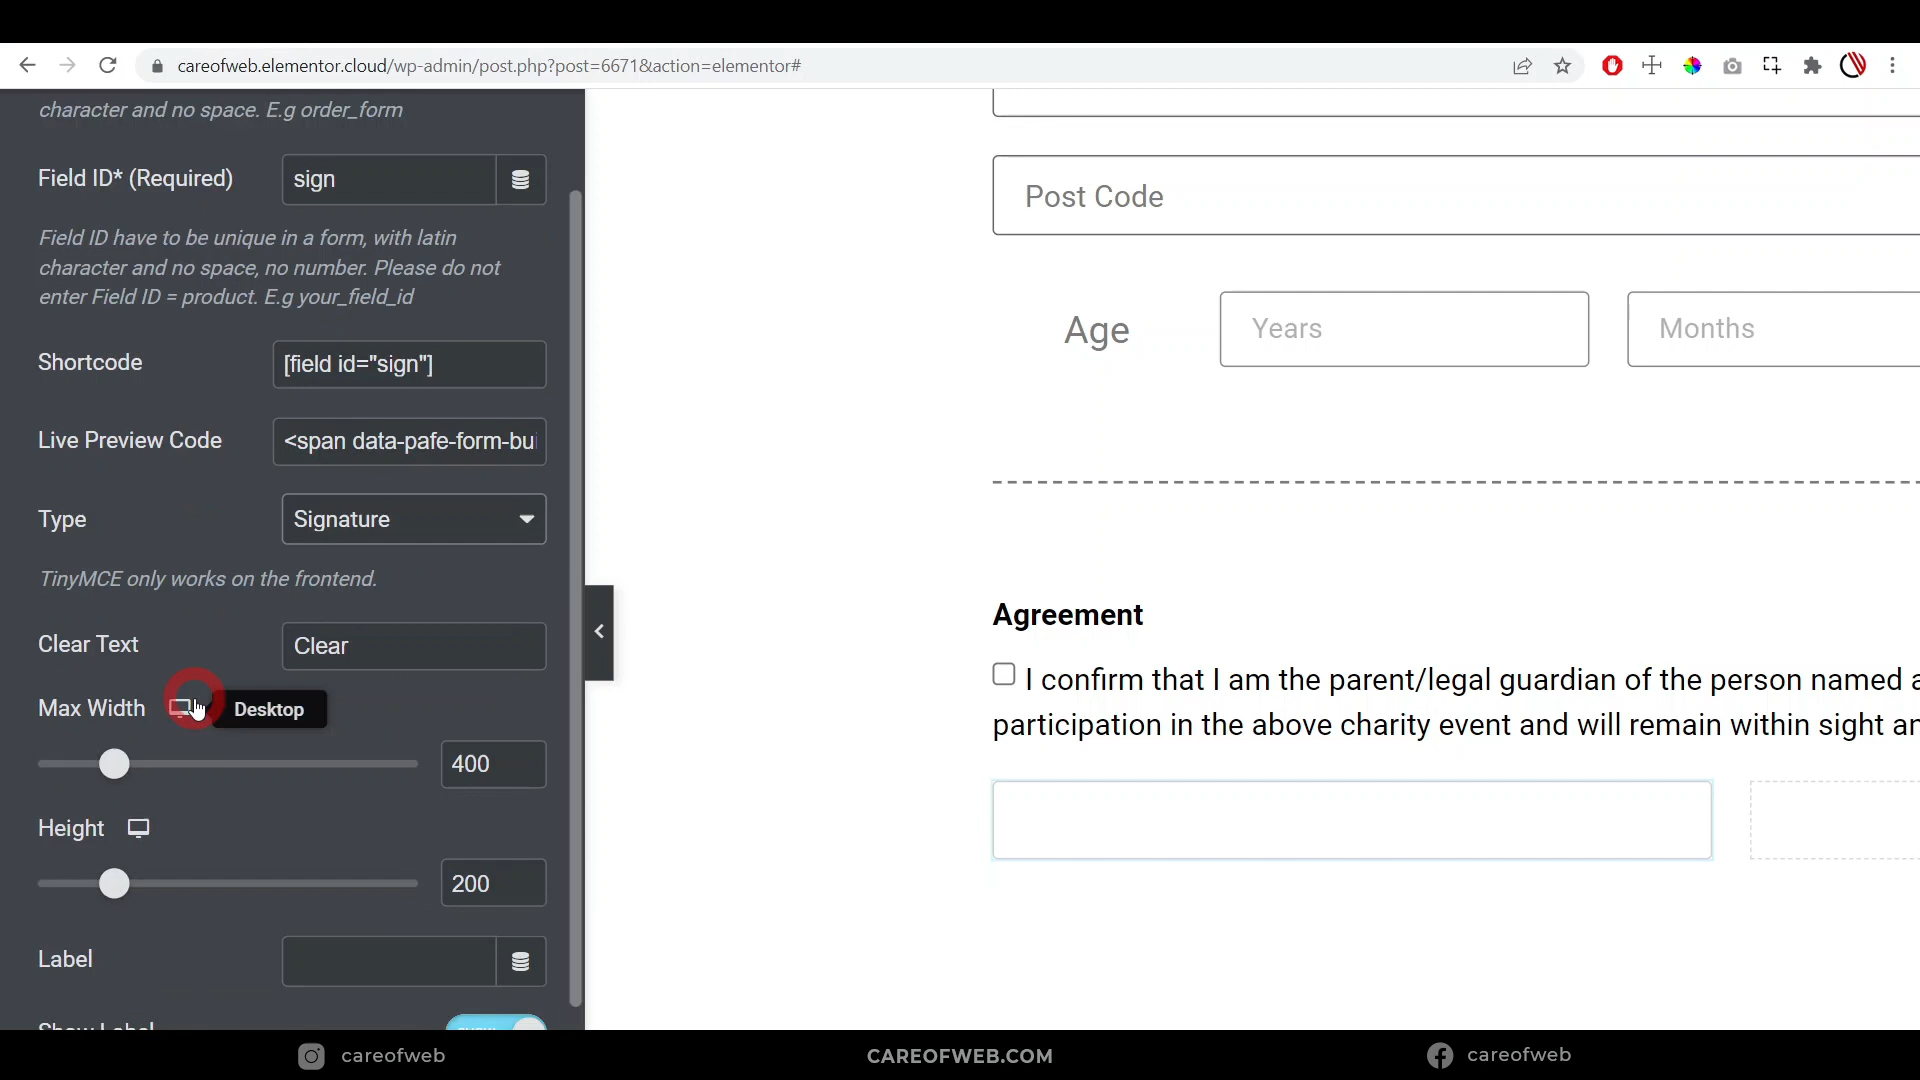 careofweb.elementor.cloud/wp-admin/post.php?post=6671&action=elementor#
character and no space. E.g order_form
Field ID* (Required)
sign
Field ID have to be unique in a form, with latin
character and no space, no number. Please do not
enter Field ID = product. E.g your_field_id
Shortcode
[field id="sign"]
Live Preview Code
<span data-pafe-form-bui
Type
Signature
TinyMCE only works on the frontend.
Clear Text
Clear
Max Width
Desktop
400
Height
200
Label
Post Code
Age
Years
Months
Agreement
I confirm that I am the parent/legal guardian of the person named a
participation in the above charity event and will remain within sight an
careofweb
CAREOFWEB.COM
careofweb